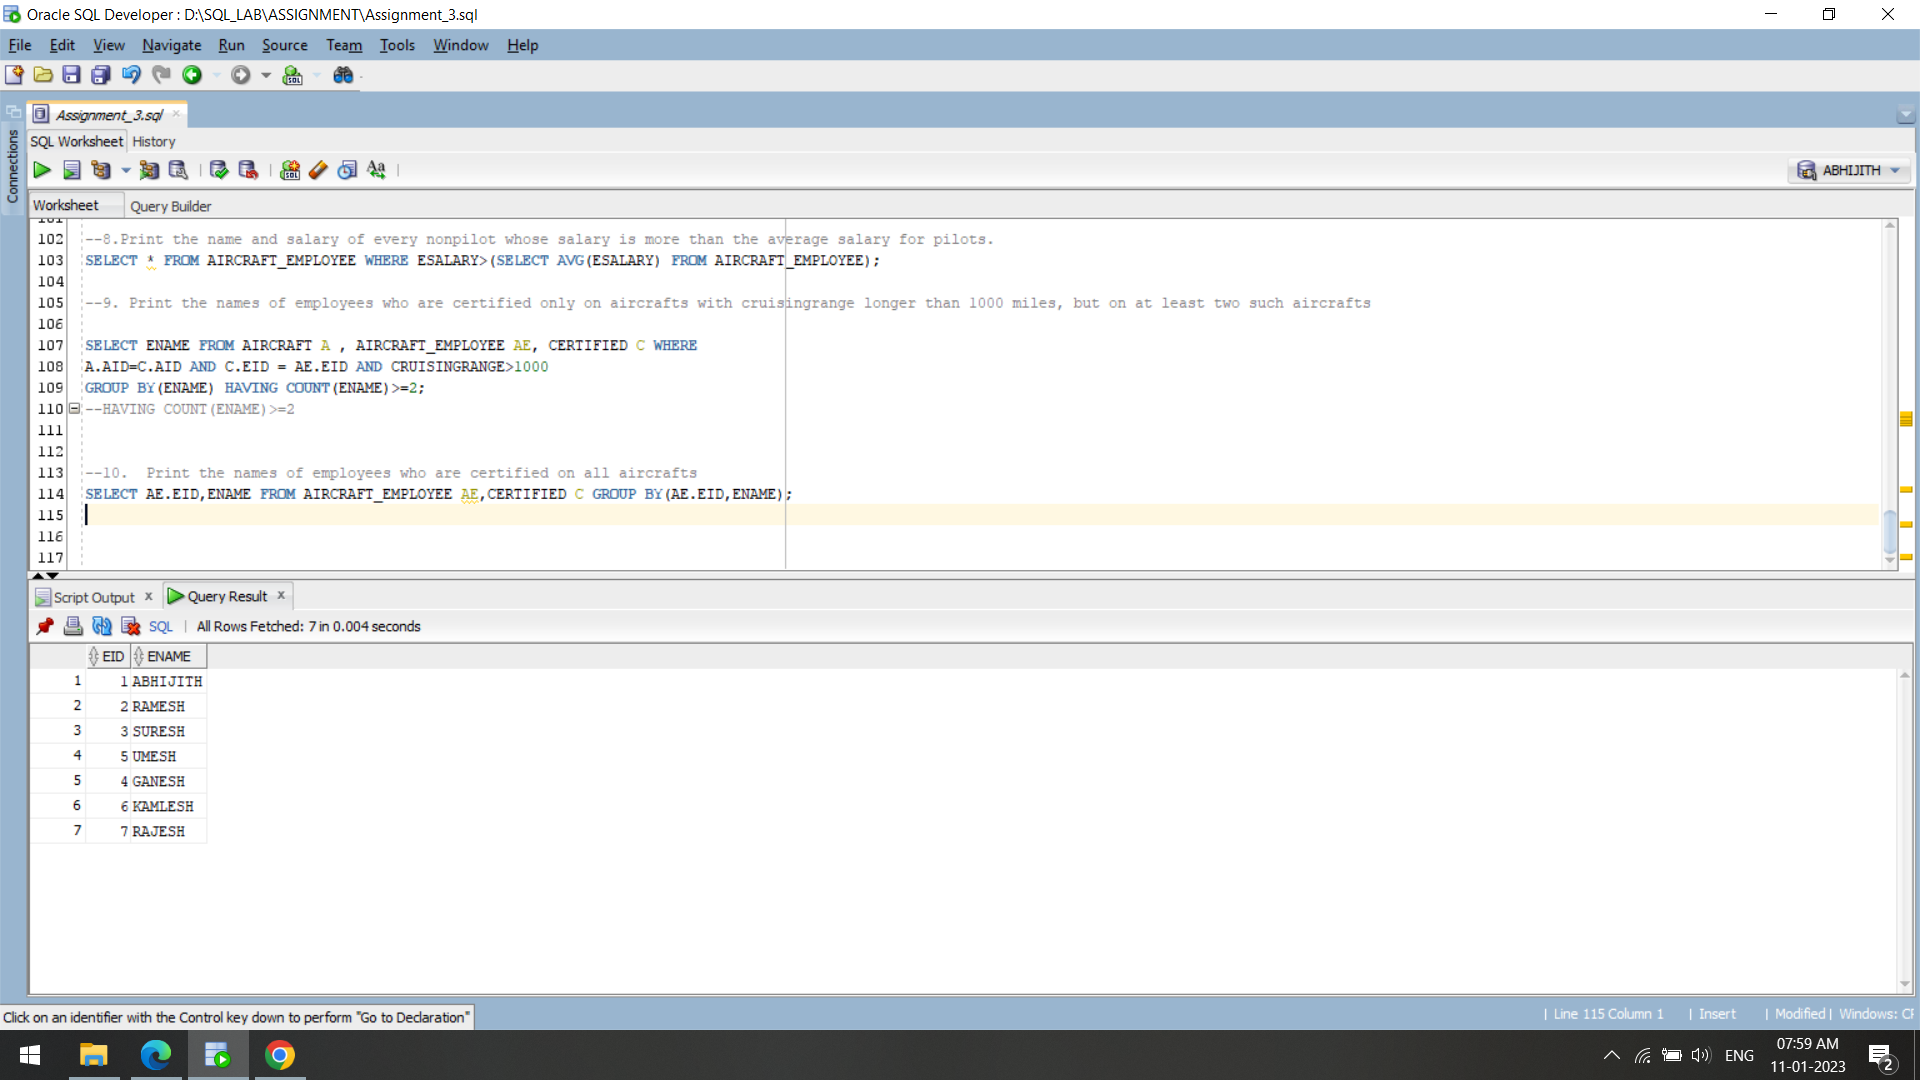 Oracle SQL Developer : D:\SQL_LAB\ASSIGNMENT\Assignment_3.sql
File Edit View Navigate Run Source Team Tools Window Help
Assignment_3.sql
Connections
SQL Worksheet History
ABHIJITH
Worksheet Query Builder
101
102 --8.Print the name and salary of every nonpilot whose salary is more than the average salary for pilots.
103 SELECT * FROM AIRCRAFT_EMPLOYEE WHERE ESALARY>(SELECT AVG(ESALARY) FROM AIRCRAFT_EMPLOYEE);
104
105 --9. Print the names of employees who are certified only on aircrafts with cruisingrange longer than 1000 miles, but on at least two such aircrafts
106
107 SELECT ENAME FROM AIRCRAFT A , AIRCRAFT_EMPLOYEE AE, CERTIFIED C WHERE
108 A.AID=C.AID AND C.EID = AE.EID AND CRUISINGRANGE>1000
109 GROUP BY(ENAME) HAVING COUNT(ENAME)>=2;
110 --HAVING COUNT(ENAME)>=2
111
112
113 --10.  Print the names of employees who are certified on all aircrafts
114 SELECT AE.EID,ENAME FROM AIRCRAFT_EMPLOYEE AE,CERTIFIED C GROUP BY(AE.EID,ENAME);
115
116
117
Script Output x Query Result x
SQL | All Rows Fetched: 7 in 0.004 seconds
EID ENAME
1 1 ABHIJITH
2 2 RAMESH
3 3 SURESH
4 5 UMESH
5 4 GANESH
6 6 KAMLESH
7 7 RAJESH
Click on an identifier with the Control key down to perform "Go to Declaration"
| Line 115 Column 1 | Insert | Modified | Windows: CF
ENG
07:59 AM
11-01-2023
2